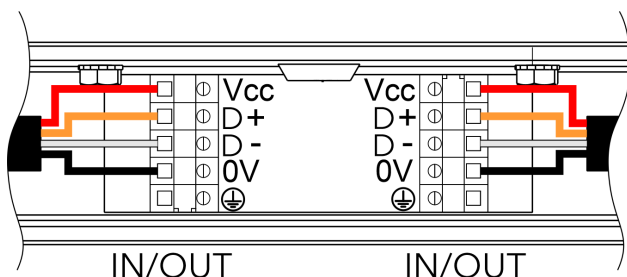 Vcc Vcc
D+ D+
D- D-
0V 0V
IN/OUT IN/OUT